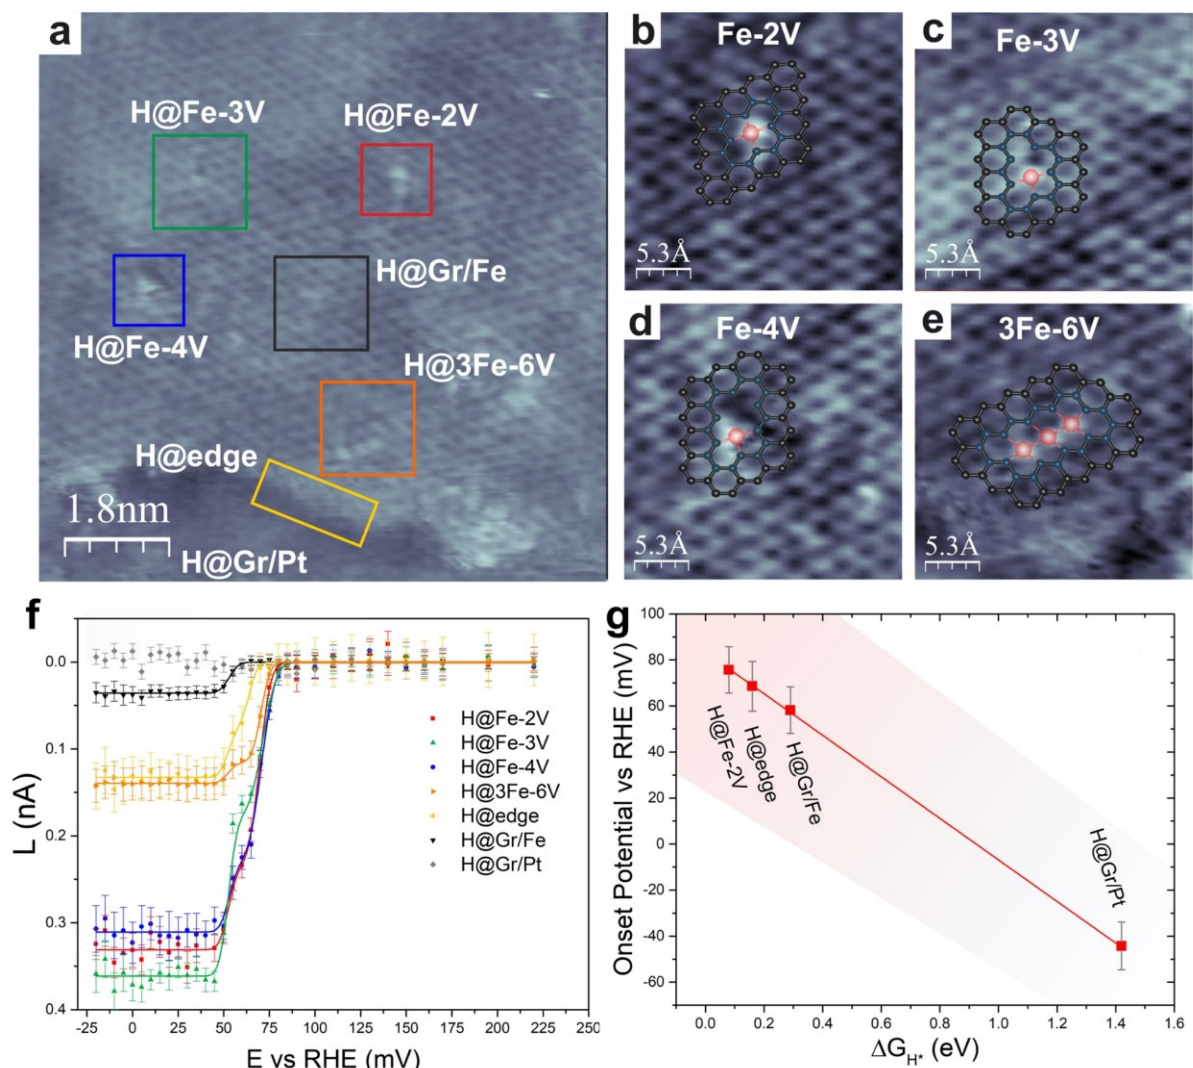 a
H@Fe-3V
H@Fe-2V
H@Gr/Fe
H@Fe-4V
H@3Fe-6V
H@edge
1.8nm
H@Gr/Pt
b
Fe-2V
5.3Å
c
Fe-3V
5.3Å
d
Fe-4V
5.3Å
e
3Fe-6V
5.3Å
f
0.0
0.1
0.2
0.3
0.4
L (nA)
-25 0 25 50 75 100 125 150 175 200 225 250
E vs RHE (mV)
H@Fe-2V
H@Fe-3V
H@Fe-4V
H@3Fe-6V
H@edge
H@Gr/Fe
H@Gr/Pt
g
100
80
60
40
20
0
-20
-40
-60
Onset Potential vs RHE (mV)
H@Fe-2V
H@edge
H@Gr/Fe
H@Gr/Pt
0.0 0.2 0.4 0.6 0.8 1.0 1.2 1.4 1.6
ΔG_H* (eV)